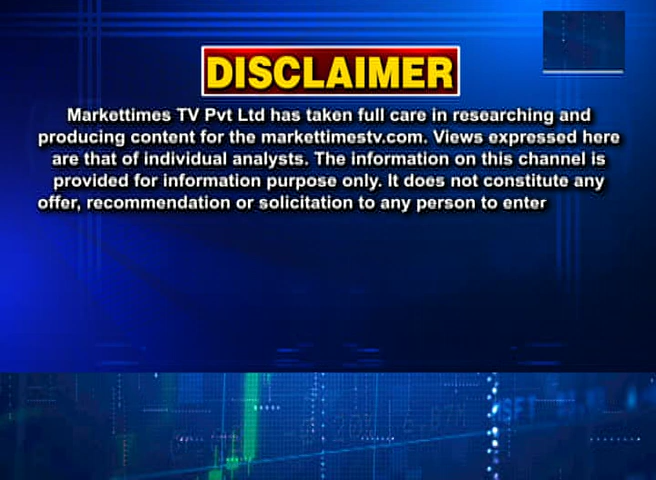 DISCLAIMER
Markettimes TV Pvt Ltd has taken full care in researching and
producing content for the markettimestv.com. Views expressed here
are that of individual analysts. The information on this channel is
provided for information purpose only. It does not constitute any
offer, recommendation or solicitation to any person to enter